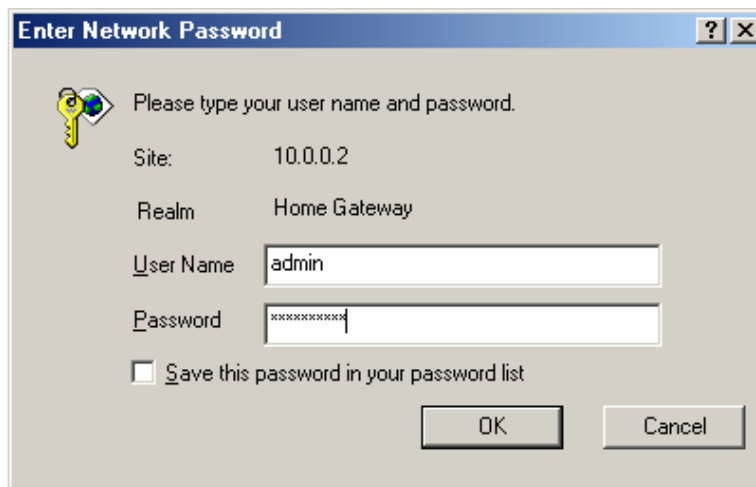 Enter Network Password
Please type your user name and password.
Site: 10.0.0.2
Realm Home Gateway
User Name admin
Password **********
Save this password in your password list
OK Cancel